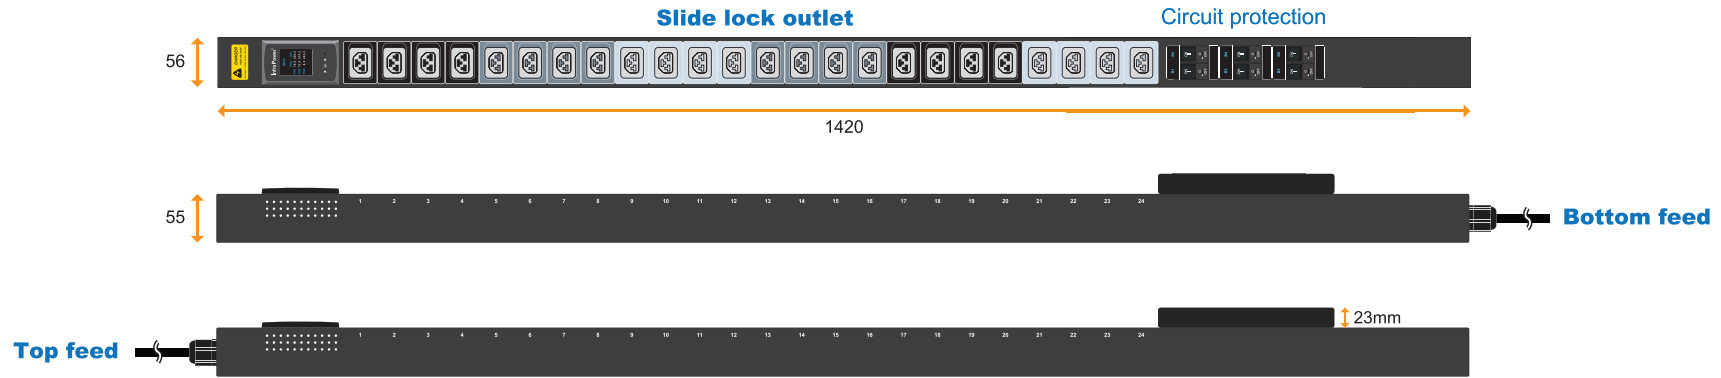 Slide lock outlet
Circuit protection
56
DANGER
InfraPower
1420
55
1 2 3 4 5 6 7 8 9 10 11 12 13 14 15 16 17 18 19 20 21 22 23 24
Bottom feed
23mm
1 2 3 4 5 6 7 8 9 10 11 12 13 14 15 16 17 18 19 20 21 22 23 24
Top feed